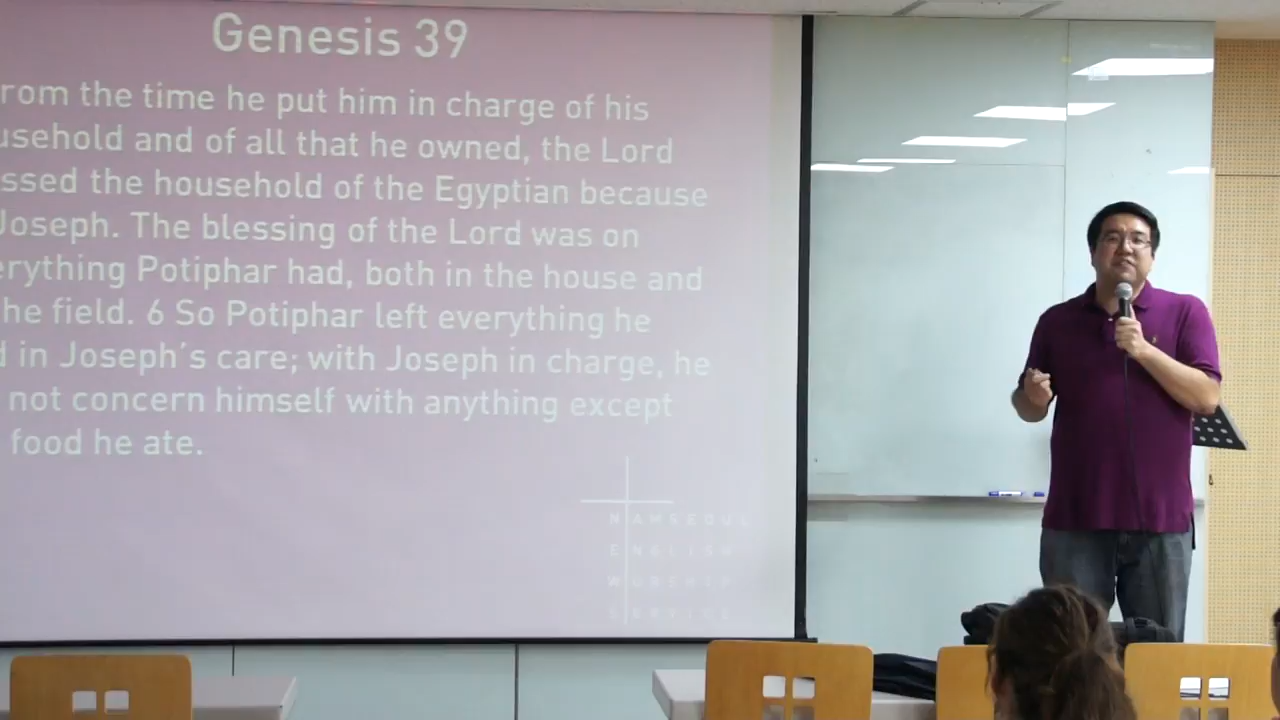 Genesis 39
rom the time he put him in charge of his
usehold and of all that he owned, the Lord
ssed the household of the Egyptian because
Joseph. The blessing of the Lord was on
erything Potiphar had, both in the house and
he field. 6 So Potiphar left everything he
d in Joseph's care; with Joseph in charge, he
not concern himself with anything except
food he ate.
NAMSEOUL
ENGLISH
WORSHIP
SERVICE